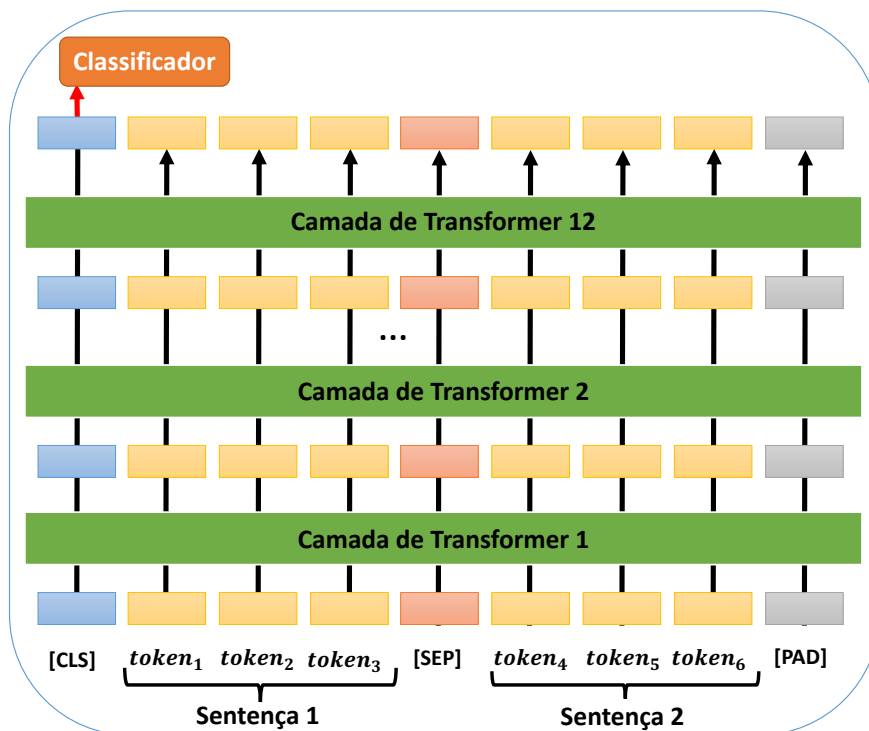 Classificador
Camada de Transformer 12
...
Camada de Transformer 2
Camada de Transformer 1
[CLS] token₁ token₂ token₃ [SEP] token₄ token₅ token₆ [PAD]
Sentença 1 Sentença 2